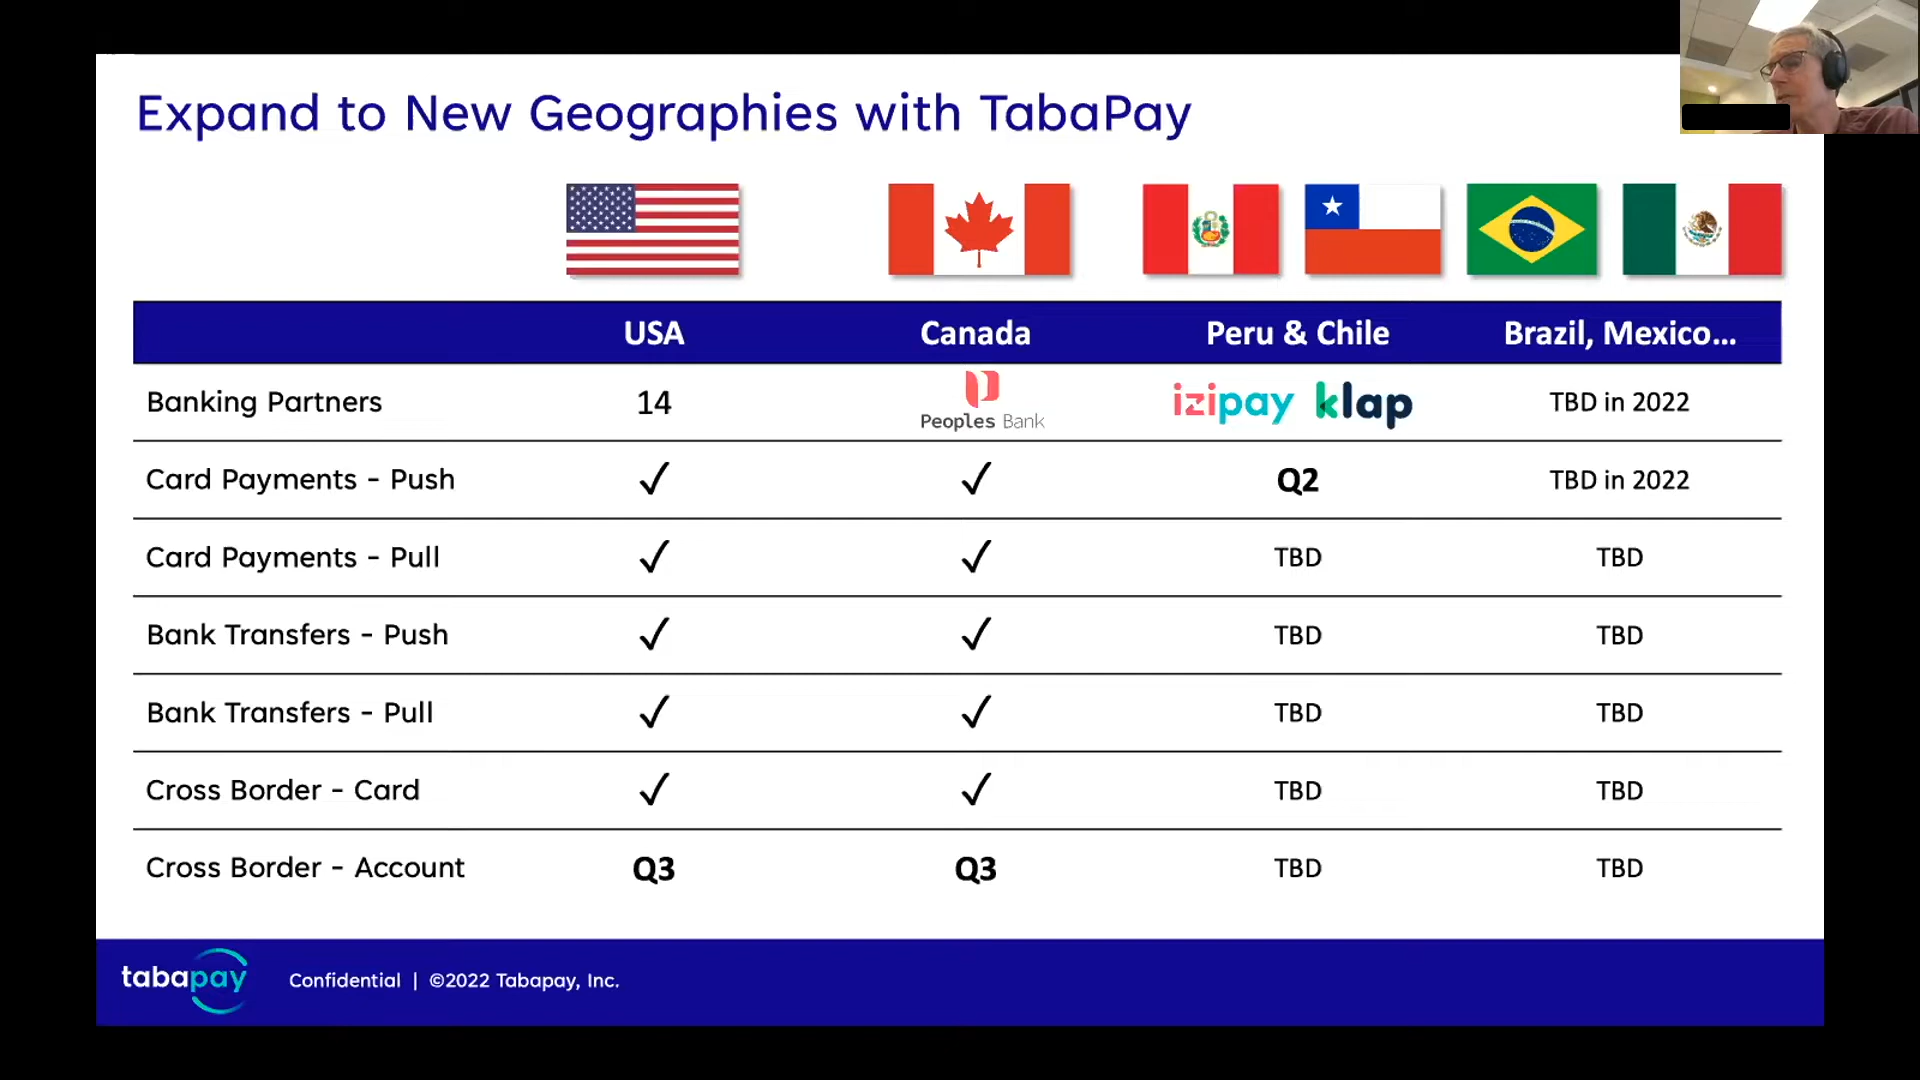 Expand to New Geographies with TabaPay
USA Canada Peru & Chile Brazil, Mexico...
Banking Partners 14 Peoples Bank izipay klap TBD in 2022
Card Payments - Push ✓ ✓ Q2 TBD in 2022
Card Payments - Pull ✓ ✓ TBD TBD
Bank Transfers - Push ✓ ✓ TBD TBD
Bank Transfers - Pull ✓ ✓ TBD TBD
Cross Border - Card ✓ ✓ TBD TBD
Cross Border - Account Q3 Q3 TBD TBD
tabapay Confidential | ©2022 Tabapay, Inc.